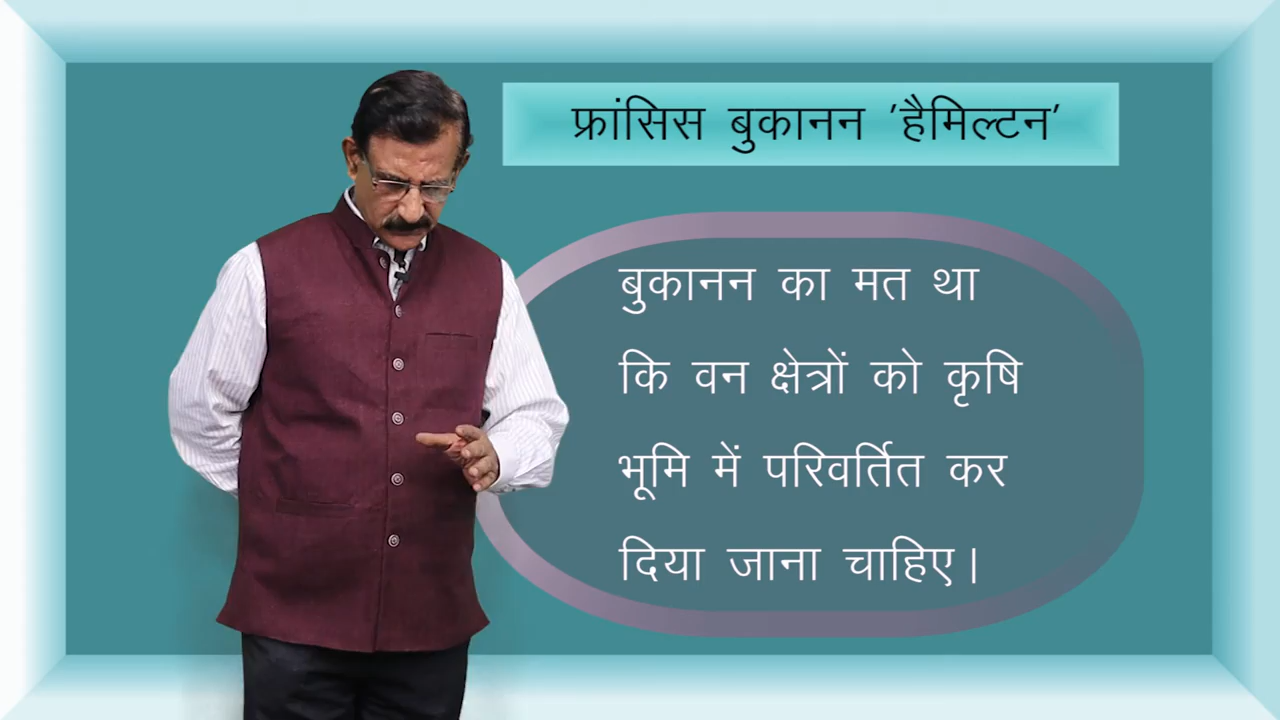 फ्रांसिस बुकानन 'हैमिल्टन'
बुकानन का मत था
कि वन क्षेत्रों को कृषि
भूमि में परिवर्तित कर
दिया जाना चाहिए।